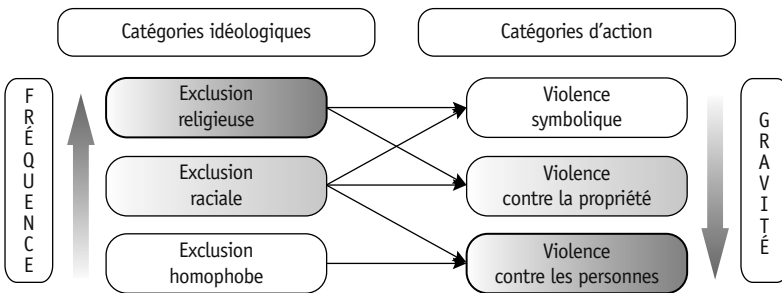 Catégories idéologiques
Catégories d'action
FRÉQUENCE
Exclusion
religieuse
Violence
symbolique
Exclusion
raciale
Violence
contre la propriété
Exclusion
homophobe
Violence
contre les personnes
GRAVITÉ